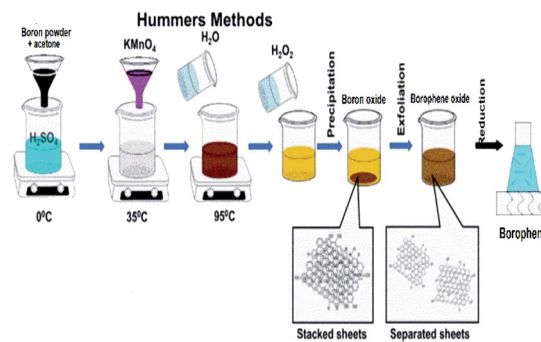 Hummers Methods
Boron powder
+ acetone
KMnO₄
H₂O
H₂O₂
H₂SO₄
0⁰C
35⁰C
95⁰C
Precipitation
Boron oxide
Exfoliation
Borophene oxide
Reduction
Borophen
Stacked sheets
Separated sheets